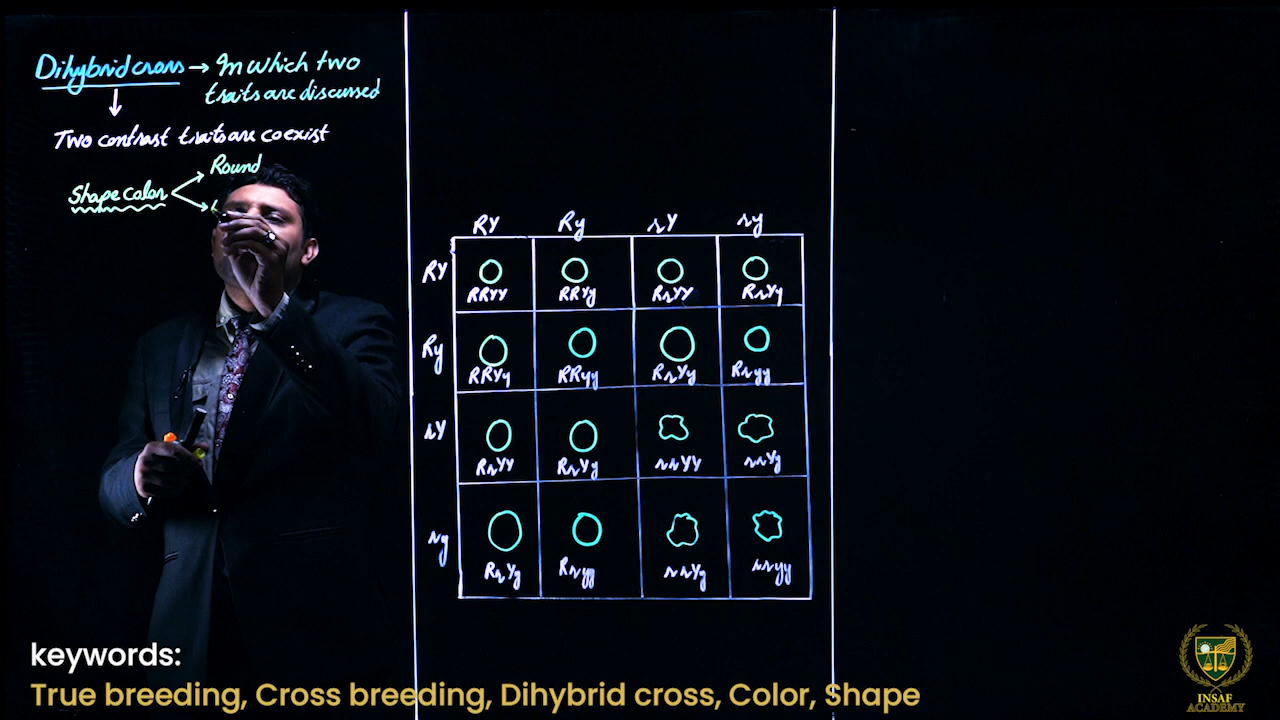 Dihybrid cross → In which two
traits are discussed
Two contrast traits are coexist
Round
Shape color
RY Ry rY ry
RY
RRYY RRYy RrYY RrYy
Ry
RRYy RRyy RrYy Rryy
rY
RrYY RrYy rrYY rrYy
ry
RrYy Rryy rrYy rryy
keywords:
True breeding, Cross breeding, Dihybrid cross, Color, Shape
INSAF
ACADEMY